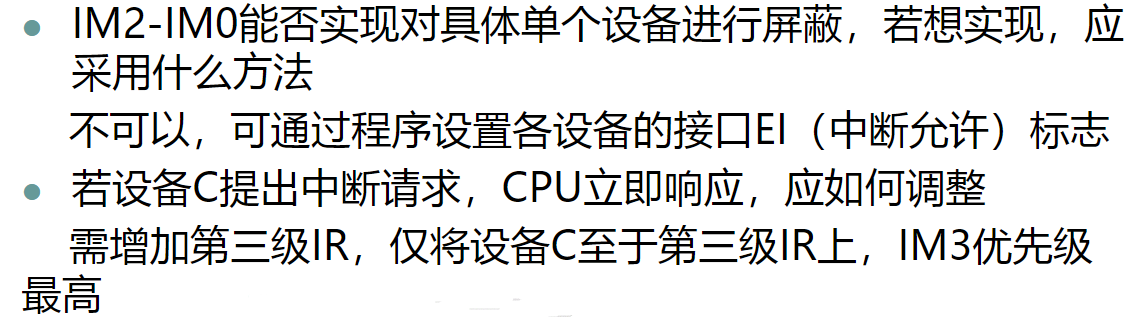 IM2-IM0能否实现对具体单个设备进行屏蔽，若想实现，应
采用什么方法
不可以，可通过程序设置各设备的接口EI（中断允许）标志
若设备C提出中断请求，CPU立即响应，应如何调整
需增加第三级IR，仅将设备C至于第三级IR上，IM3优先级
最高